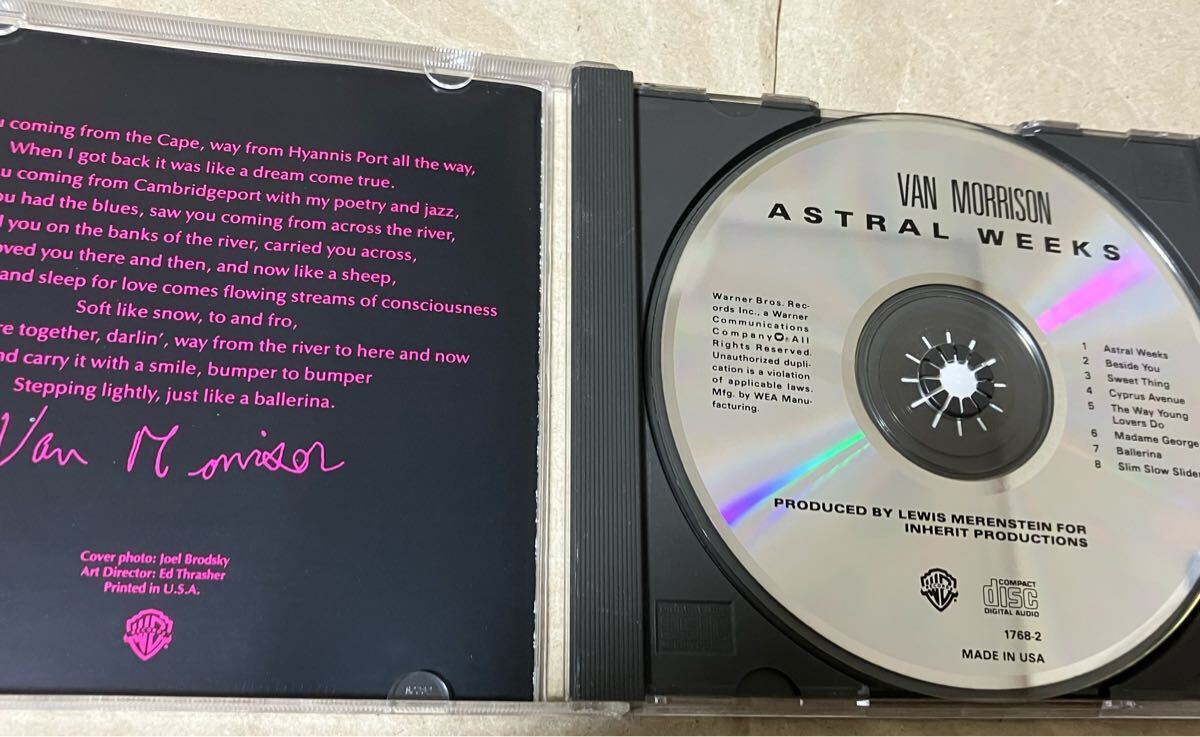 coming from the Cape, way from Hyannis Port all the way,
When I got back it was like a dream come true.
coming from Cambridgeport with my poetry and jazz,
had the blues, saw you coming from across the river,
you on the banks of the river, carried you across,
you there and then, and now like a sheep,
and sleep for love comes flowing streams of consciousness
Soft like snow, to and fro,
together, darlin', way from the river to here and now
carry it with a smile, bumper to bumper
Stepping lightly, just like a ballerina.
Van Morrison
Cover photo: Joel Brodsky
Art Director: Ed Thrasher
Printed in U.S.A.
VAN MORRISON
ASTRAL WEEKS
Warner Bros. Rec-
ords Inc., a Warner
Communications
Company All
Rights Reserved.
Unauthorized dupli-
cation is a violation
of applicable laws.
Mfg. by WEA Manu-
facturing.
1 Astral Weeks
2 Beside You
3 Sweet Thing
4 Cyprus Avenue
5 The Way Young
Lovers Do
6 Madame George
7 Ballerina
8 Slim Slow Slider
PRODUCED BY LEWIS MERENSTEIN FOR
INHERIT PRODUCTIONS
COMPACT
disc
DIGITAL AUDIO
1768-2
MADE IN USA